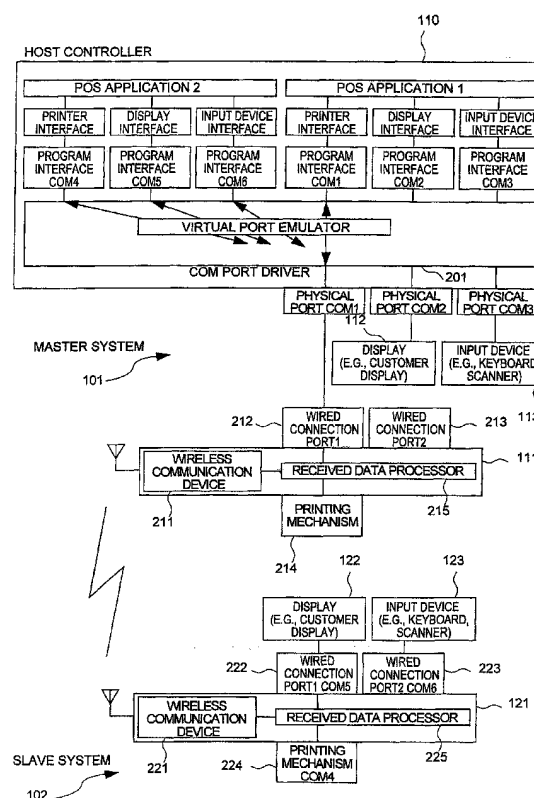 110
HOST CONTROLLER
POS APPLICATION 2
POS APPLICATION 1
PRINTER INTERFACE
DISPLAY INTERFACE
INPUT DEVICE INTERFACE
PRINTER INTERFACE
DISPLAY INTERFACE
INPUT DEVICE INTERFACE
PROGRAM INTERFACE COM4
PROGRAM INTERFACE COM5
PROGRAM INTERFACE COM6
PROGRAM INTERFACE COM1
PROGRAM INTERFACE COM2
PROGRAM INTERFACE COM3
VIRTUAL PORT EMULATOR
COM PORT DRIVER
201
PHYSICAL PORT COM1
PHYSICAL PORT COM2
PHYSICAL PORT COM3
112
MASTER SYSTEM
101
DISPLAY (E.G., CUSTOMER DISPLAY)
INPUT DEVICE (E.G., KEYBOARD, SCANNER)
113
212
WIRED CONNECTION PORT1
WIRED CONNECTION PORT2
213
WIRELESS COMMUNICATION DEVICE
RECEIVED DATA PROCESSOR
111
211
PRINTING MECHANISM
215
214
122
123
DISPLAY (E.G., CUSTOMER DISPLAY)
INPUT DEVICE (E.G., KEYBOARD, SCANNER)
222
WIRED CONNECTION PORT1 COM5
WIRED CONNECTION PORT2 COM6
223
WIRELESS COMMUNICATION DEVICE
RECEIVED DATA PROCESSOR
121
SLAVE SYSTEM
221
224
PRINTING MECHANISM COM4
225
102